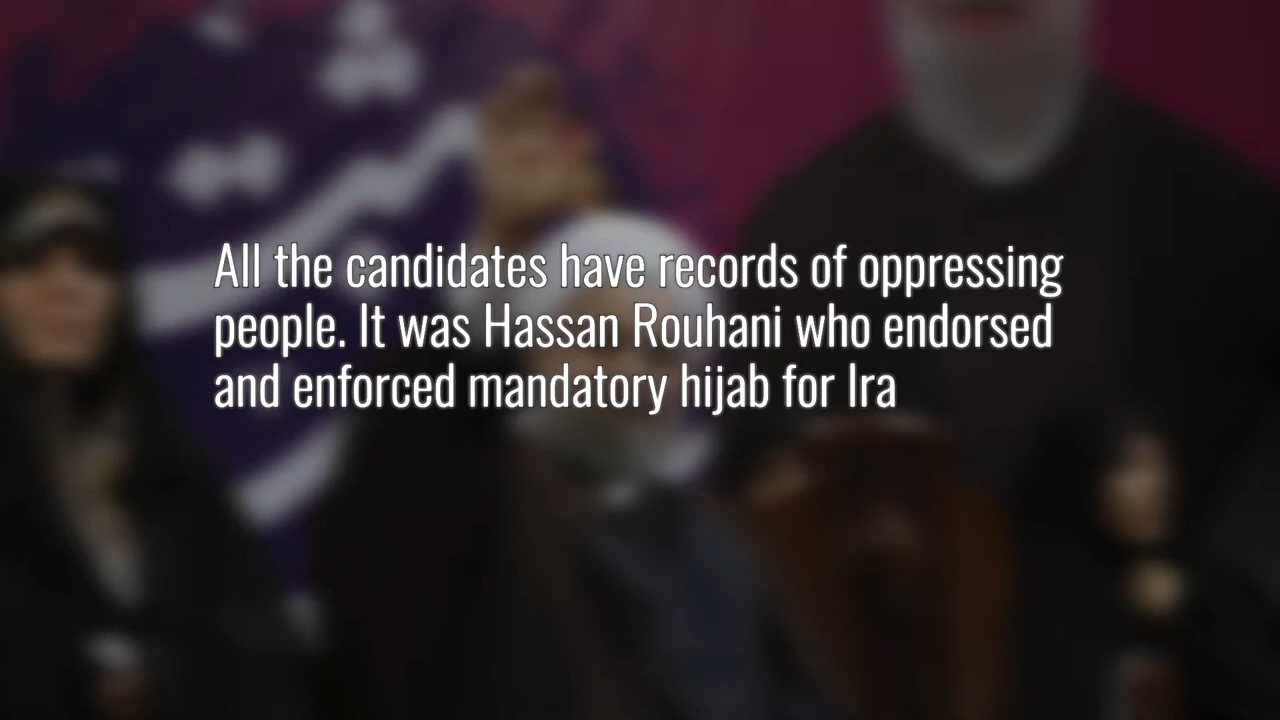 All the candidates have records of oppressing
people. It was Hassan Rouhani who endorsed
and enforced mandatory hijab for Ira